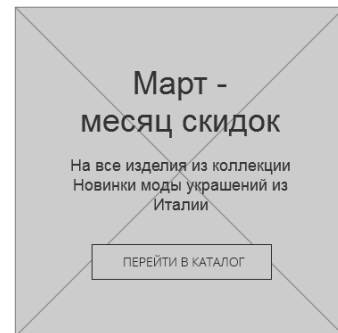 Март -
месяц скидок
На все изделия из коллекции
Новинки моды украшений из
Италии
ПЕРЕЙТИ В КАТАЛОГ